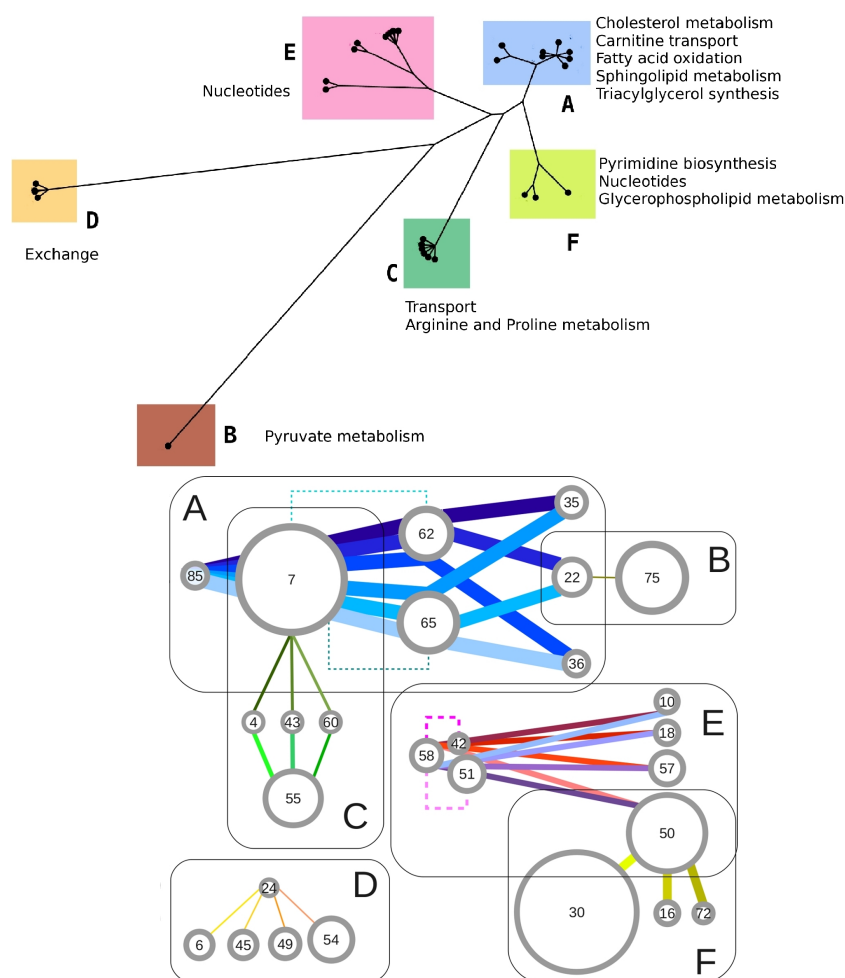 Cholesterol metabolism
Carnitine transport
Fatty acid oxidation
Sphingolipid metabolism
Triacylglycerol synthesis
E
Nucleotides
A
Pyrimidine biosynthesis
Nucleotides
Glycerophospholipid metabolism
D
F
Exchange
C
Transport
Arginine and Proline metabolism
B
Pyruvate metabolism
A
35
62
85
7
22
75
B
65
36
4
43
60
55
C
10
E
18
42
58
51
57
50
D
24
6
45
49
54
30
16
72
F